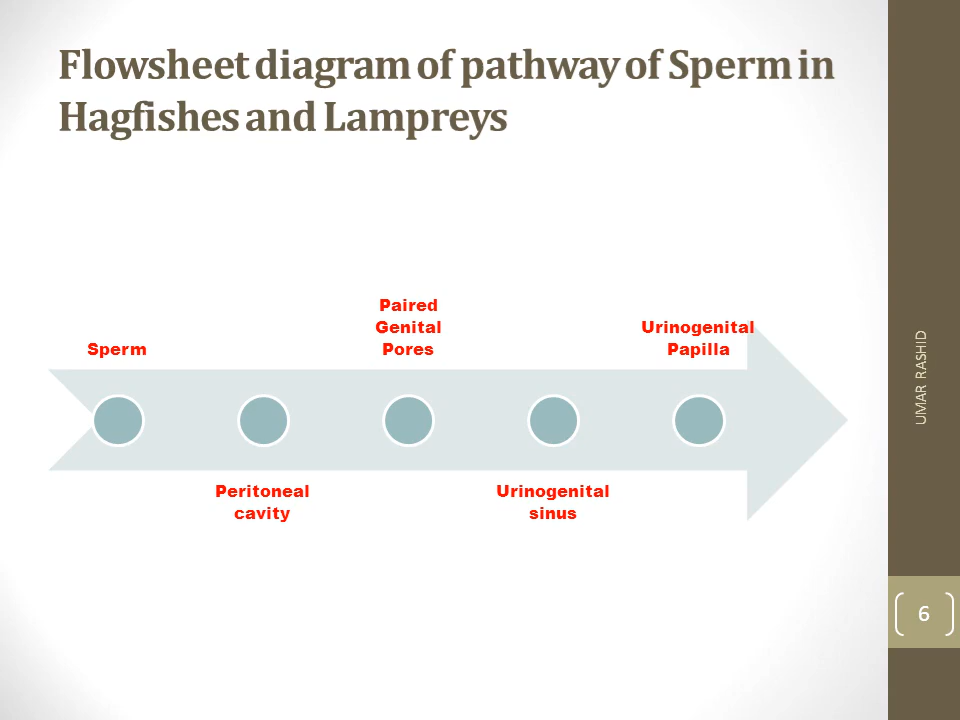 Flowsheet diagram of pathway of Sperm in
Hagfishes and Lampreys
Sperm
Peritoneal
cavity
Paired
Genital
Pores
Urinogenital
sinus
Urinogenital
Papilla
UMAR RASHID
6